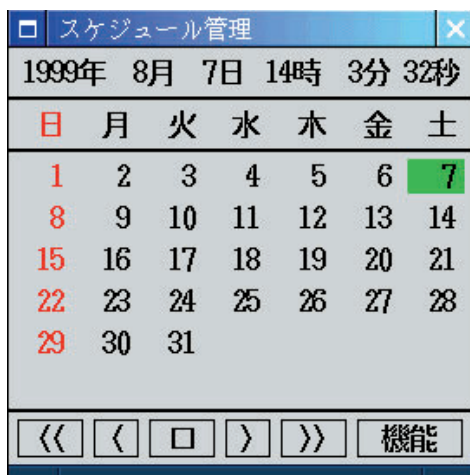 スケジュール管理
1999年 8月 7日 14時 3分 32秒
日 月 火 水 木 金 土
1 2 3 4 5 6 7
8 9 10 11 12 13 14
15 16 17 18 19 20 21
22 23 24 25 26 27 28
29 30 31
《 〈 □ 〉 》 機能